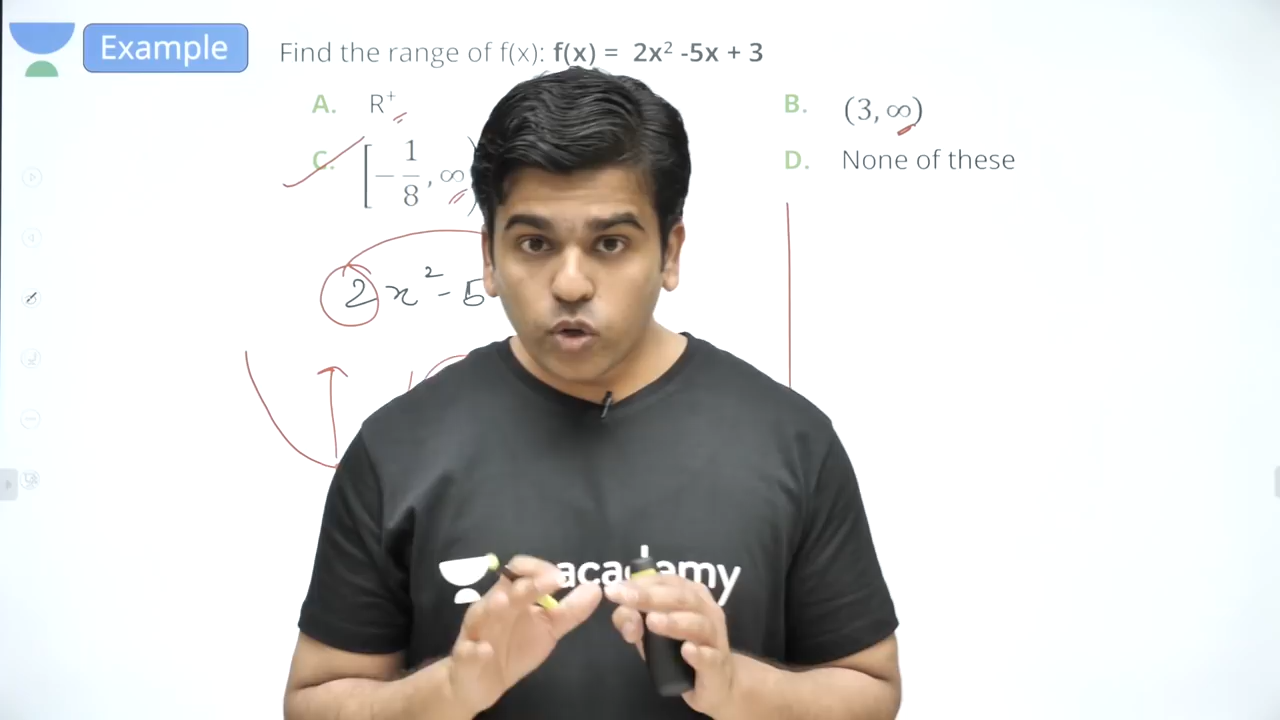 Example
Find the range of f(x): f(x) = 2x² -5x + 3
A. R⁺
B. (3, ∞)
C. [-1/8, ∞)
D. None of these
2x² - 5
academy